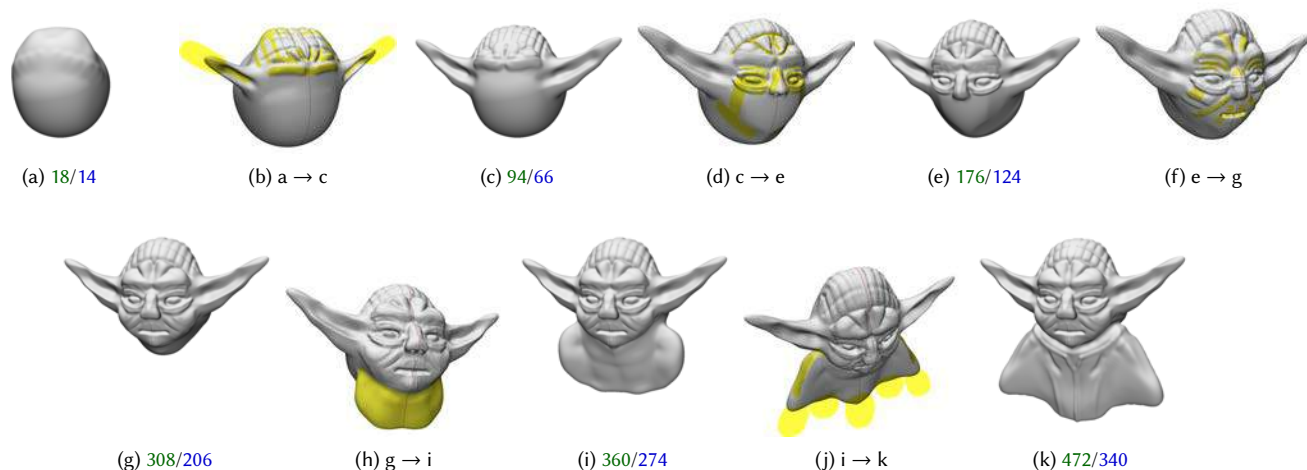 (a) 18/14
(b) a → c
(c) 94/66
(d) c → e
(e) 176/124
(f) e → g
(g) 308/206
(h) g → i
(i) 360/274
(j) i → k
(k) 472/340